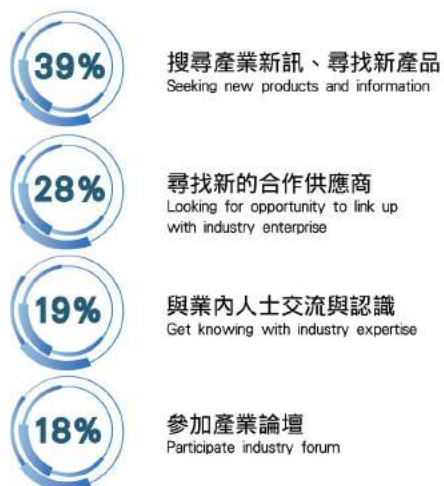 39%
搜尋產業新訊、尋找新產品
Seeking new products and information
28%
尋找新的合作供應商
Looking for opportunity to link up
with industry enterprise
19%
與業內人士交流與認識
Get knowing with industry expertise
18%
參加產業論壇
Participate industry forum